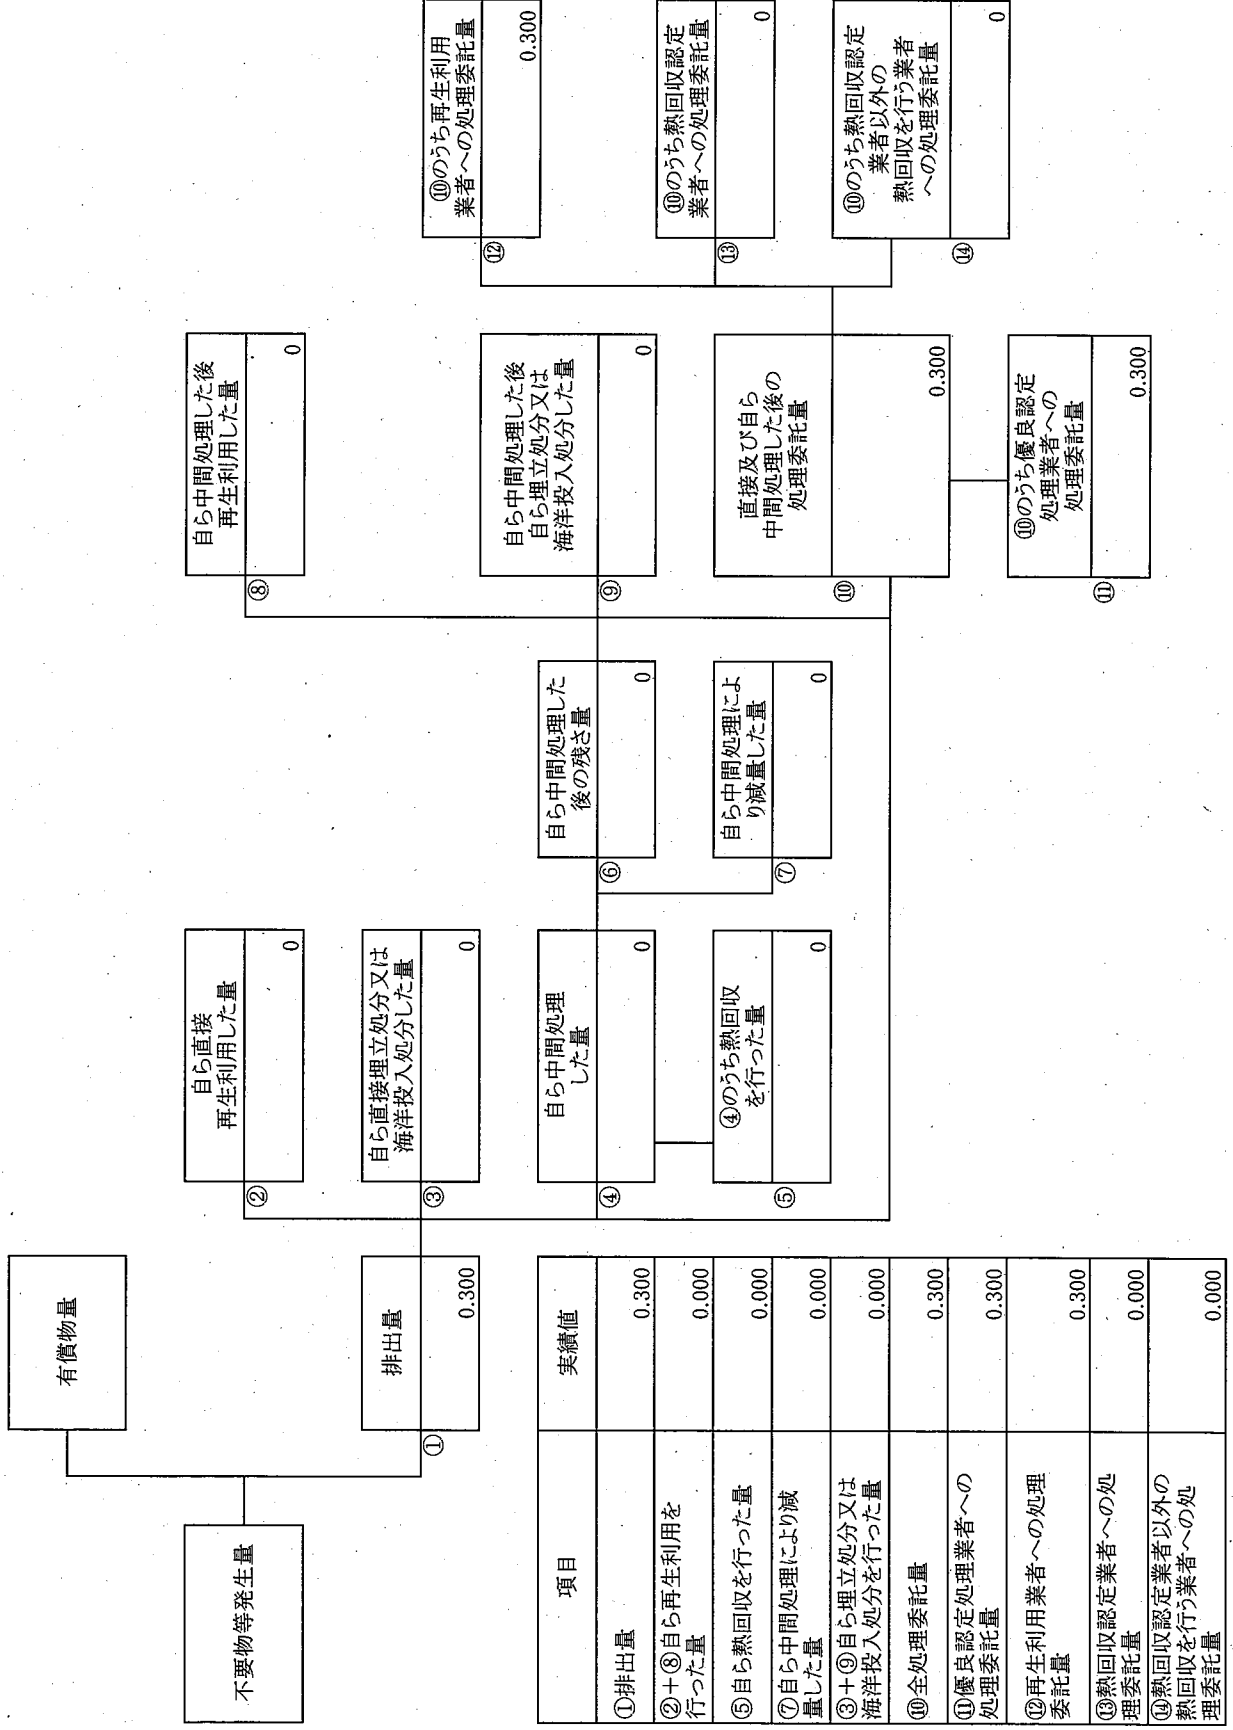 不要物等発生量
有償物量
①
排出量
0.300
②
自ら直接
再生利用した量
0
③
自ら直接埋立処分又は
海洋投入処分した量
0
④
自ら中間処理
した量
0
⑤
④のうち熱回収
を行った量
0
⑥
自ら中間処理した
後の残さ量
0
⑦
自ら中間処理によ
り減量した量
0
⑧
自ら中間処理した後
再生利用した量
0
⑨
自ら中間処理した後
自ら埋立処分又は
海洋投入処分した量
0
⑩
直接及び自ら
中間処理した後の
処理委託量
0.300
⑪
⑩のうち優良認定
処理業者への
処理委託量
0.300
⑫
⑩のうち再生利用
業者への処理委託量
0.300
⑬
⑩のうち熱回収認定
業者への処理委託量
0
⑭
⑩のうち熱回収認定
業者以外の
熱回収を行う業者
への処理委託量
0
項目 実績値
①排出量 0.300
②+⑧自ら再生利用を
行った量 0.000
⑤自ら熱回収を行った量 0.000
⑦自ら中間処理により減
量した量 0.000
③+⑨自ら埋立処分又は
海洋投入処分を行った量 0.000
⑩全処理委託量 0.300
⑪優良認定処理業者への
処理委託量 0.300
⑫再生利用業者への処理
委託量 0.300
⑬熱回収認定業者への処
理委託量 0.000
⑭熱回収認定業者以外の
熱回収を行う業者への処
理委託量 0.000